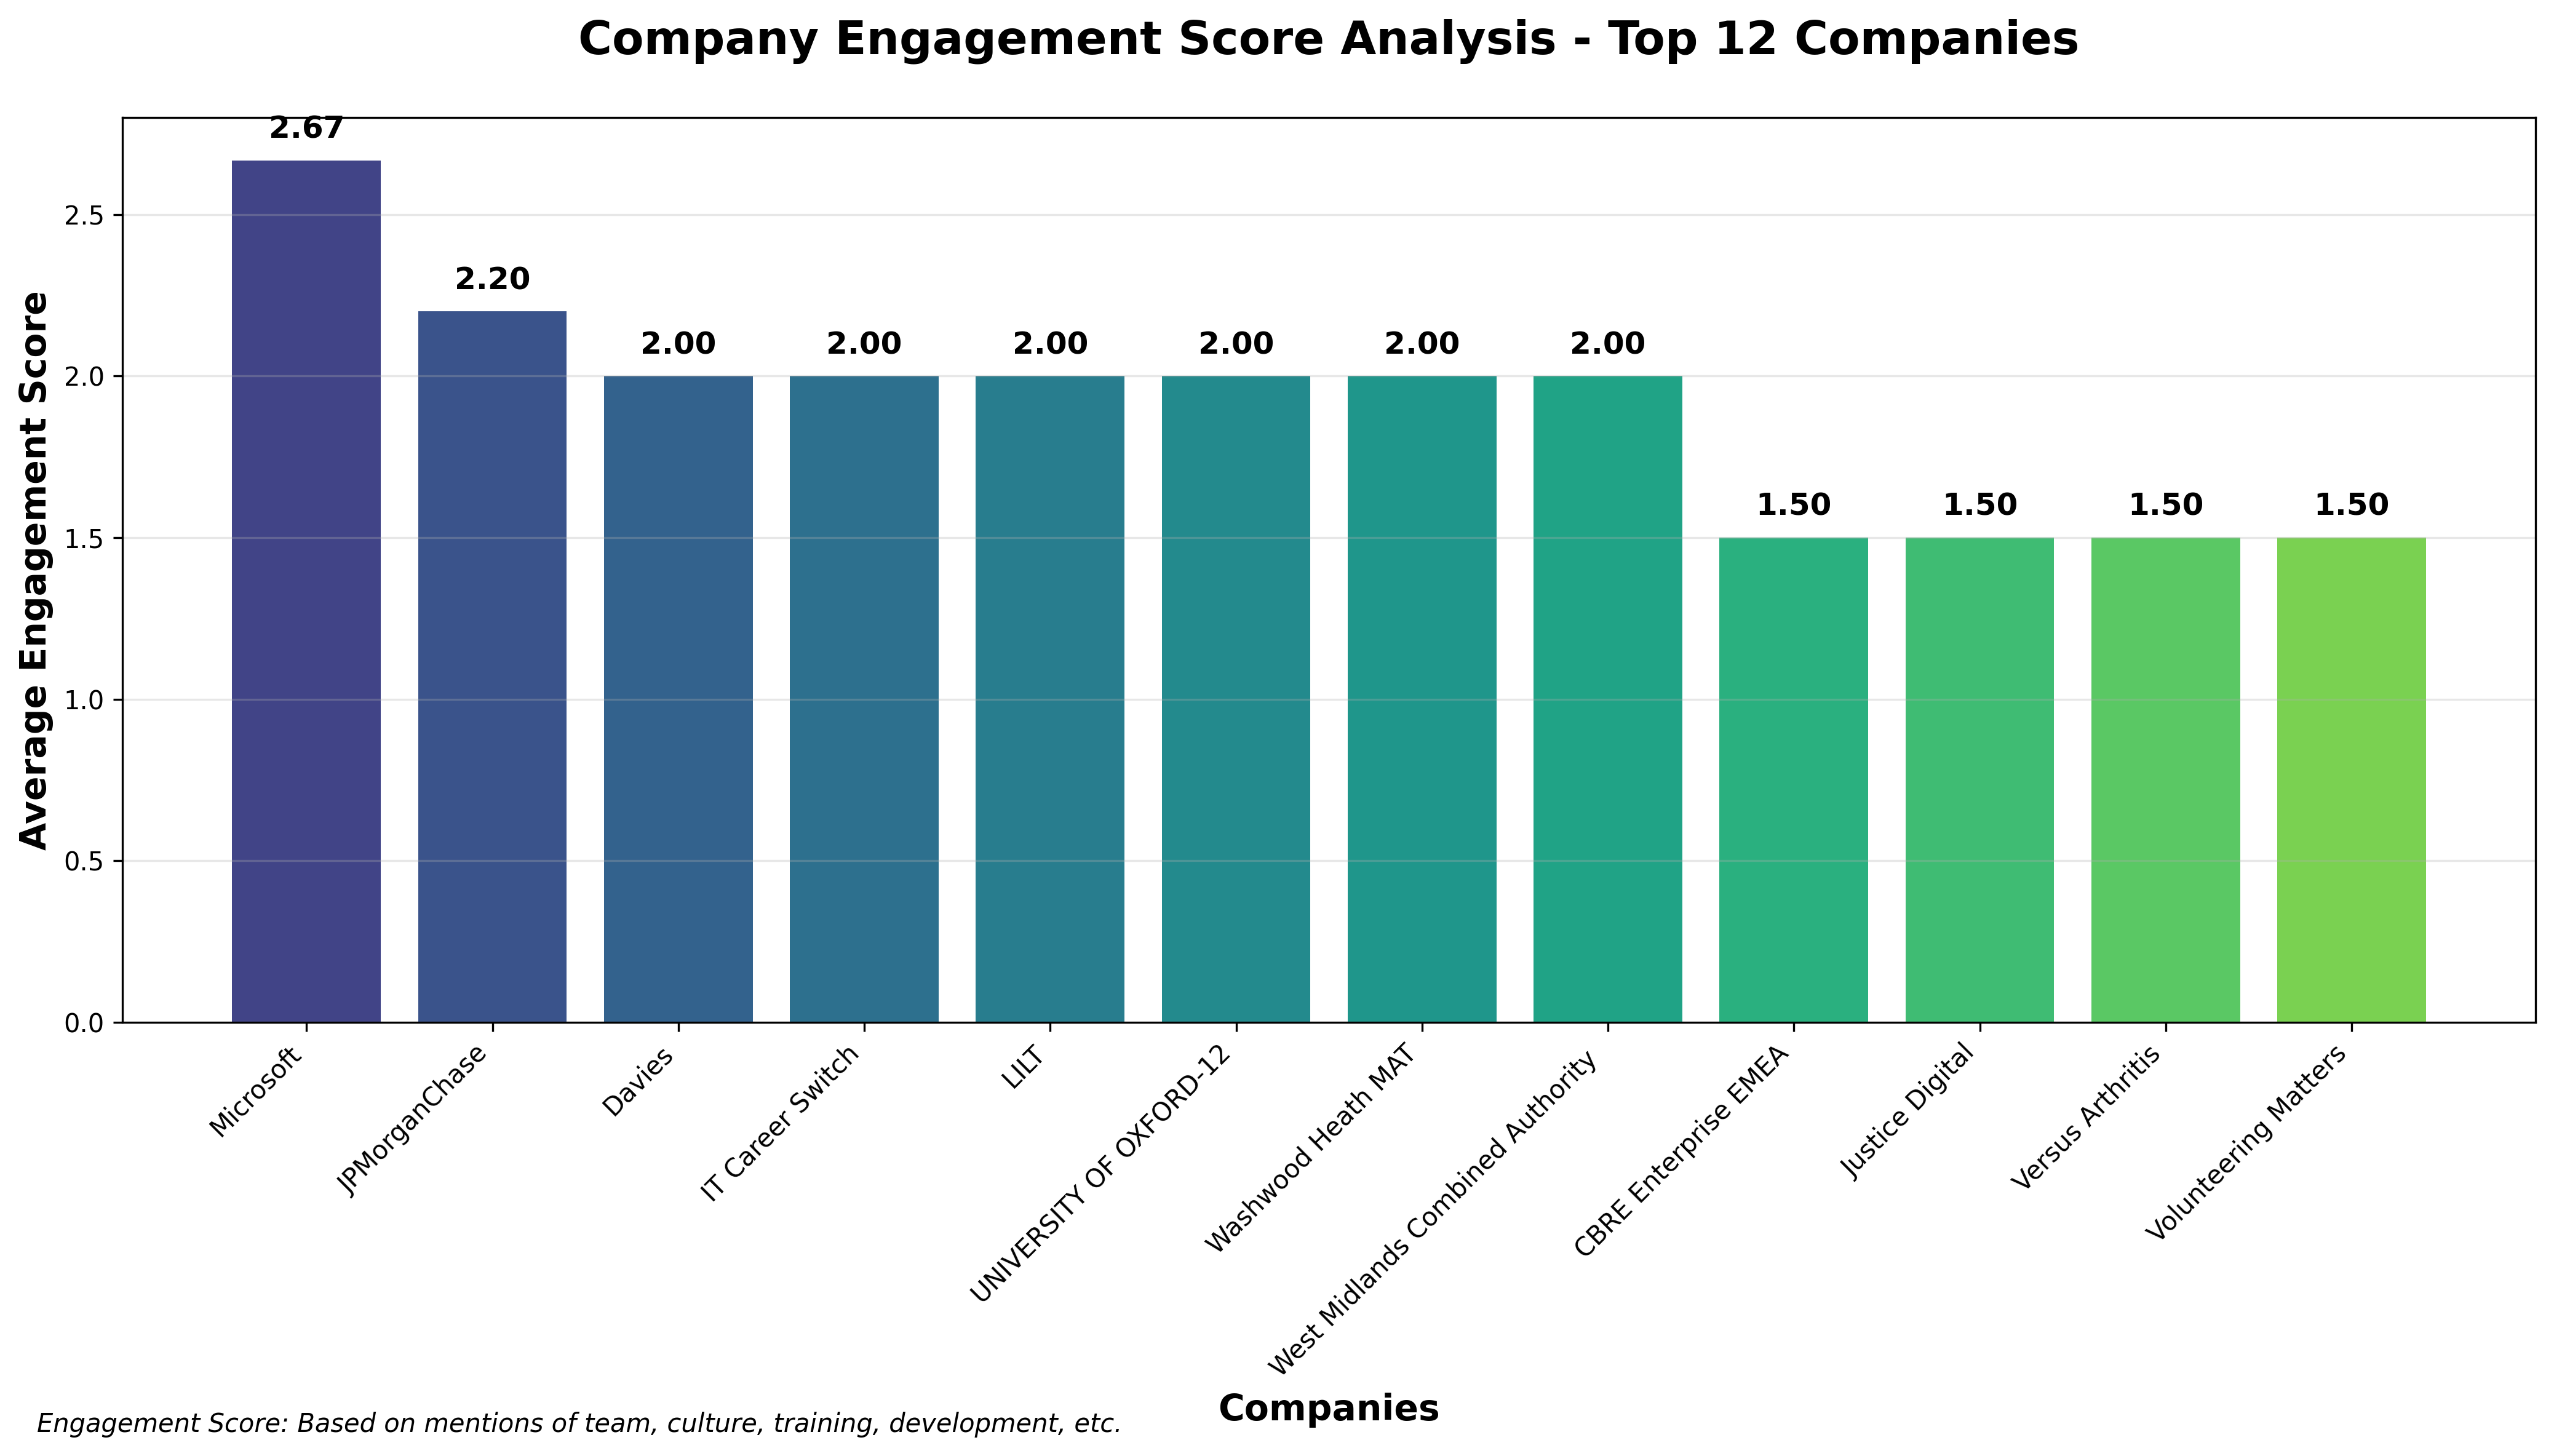 Company Engagement Score Analysis - Top 12 Companies
Average Engagement Score
2.5
2.0
1.5
1.0
0.5
0.0
2.67
2.20
2.00
2.00
2.00
2.00
2.00
2.00
1.50
1.50
1.50
1.50
Microsoft
JPMorganChase
Davies
IT Career Switch
LILT
UNIVERSITY OF OXFORD-12
Washwood Heath MAT
West Midlands Combined Authority
CBRE Enterprise EMEA
Justice Digital
Versus Arthritis
Volunteering Matters
Companies
Engagement Score: Based on mentions of team, culture, training, development, etc.